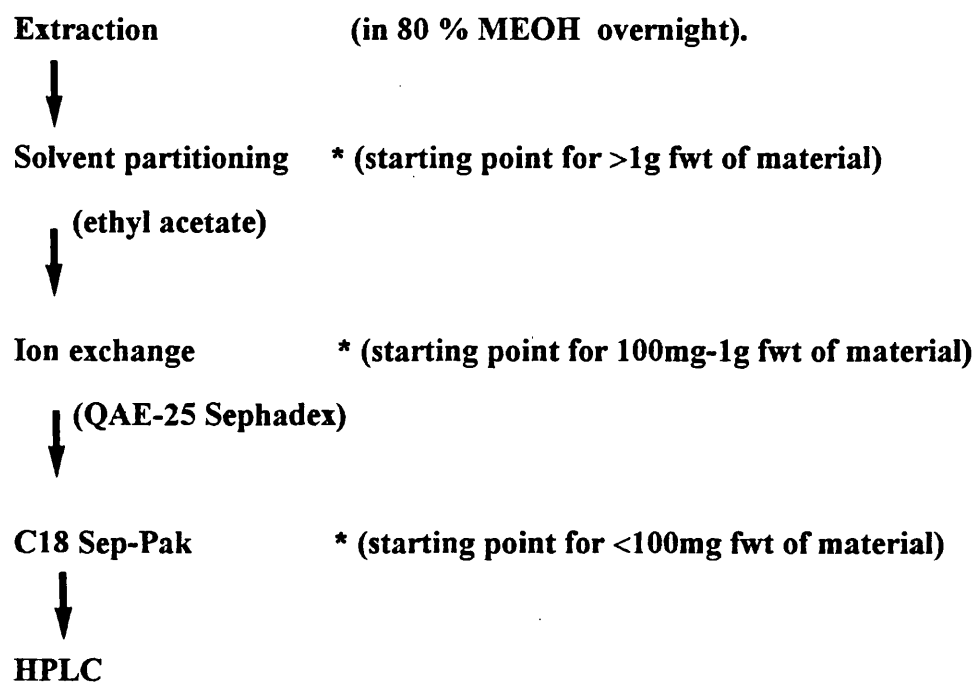 Extraction (in 80 % MEOH overnight).
Solvent partitioning * (starting point for >1g fwt of material)
(ethyl acetate)
Ion exchange * (starting point for 100mg-1g fwt of material)
(QAE-25 Sephadex)
C18 Sep-Pak * (starting point for <100mg fwt of material)
HPLC